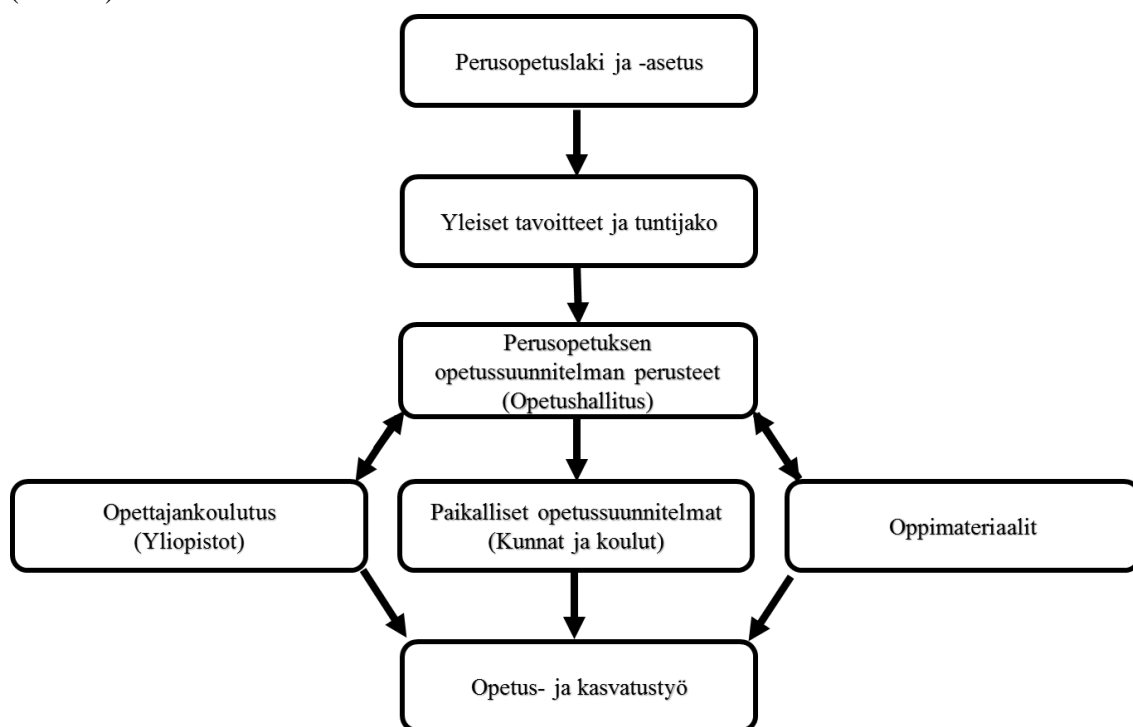 Perusopetuslaki ja -asetus
Yleiset tavoitteet ja tuntijako
Perusopetuksen
opetussuunnitelman perusteet
(Opetushallitus)
Opettajankoulutus
(Yliopistot)
Paikalliset opetussuunnitelmat
(Kunnat ja koulut)
Oppimateriaalit
Opetus- ja kasvatustyö